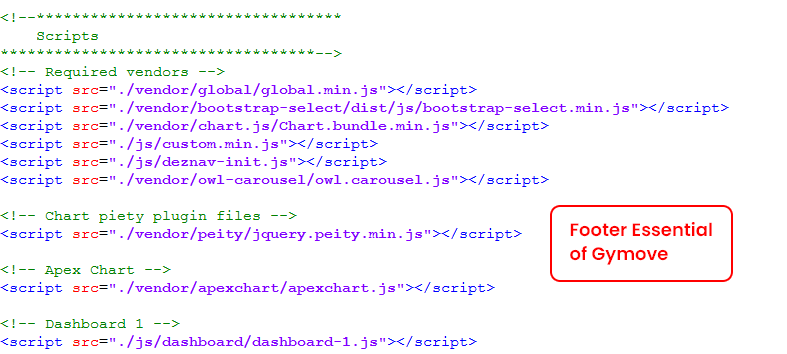 <!--**********************************
    Scripts
***********************************-->
<!-- Required vendors -->
<script src="./vendor/global/global.min.js"></script>
<script src="./vendor/bootstrap-select/dist/js/bootstrap-select.min.js"></script>
<script src="./vendor/chart.js/Chart.bundle.min.js"></script>
<script src="./js/custom.min.js"></script>
<script src="./js/deznav-init.js"></script>
<script src="./vendor/owl-carousel/owl.carousel.js"></script>
<!-- Chart piety plugin files -->
<script src="./vendor/peity/jquery.peity.min.js"></script>
Footer Essential
of Gymove
<!-- Apex Chart -->
<script src="./vendor/apexchart/apexchart.js"></script>
<!-- Dashboard 1 -->
<script src="./js/dashboard/dashboard-1.js"></script>